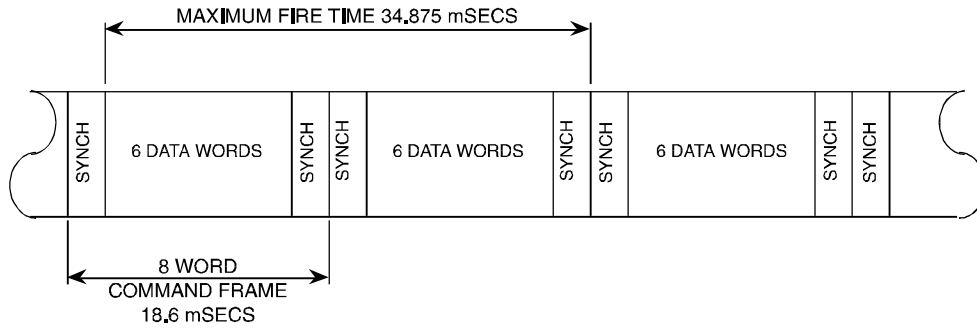 MAXIMUM FIRE TIME 34.875 mSECS
SYNCH
6 DATA WORDS
SYNCH
SYNCH
6 DATA WORDS
SYNCH
SYNCH
6 DATA WORDS
SYNCH
SYNCH
8 WORD
COMMAND FRAME
18.6 mSECS